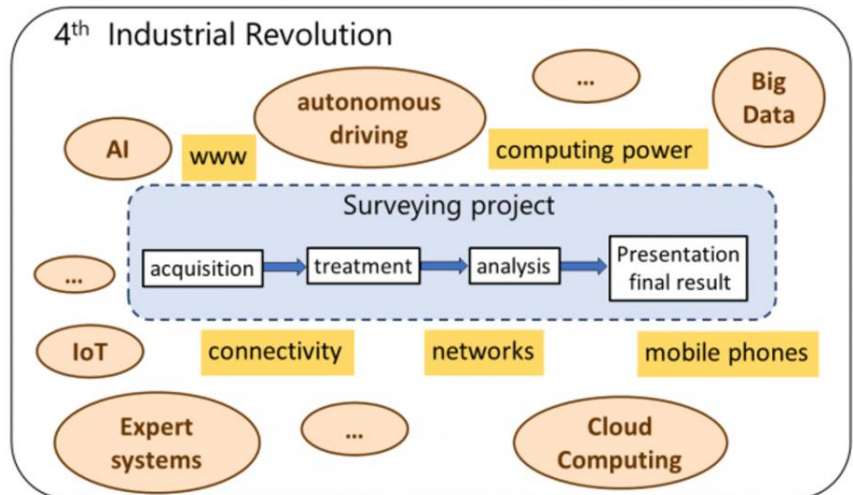 4th Industrial Revolution
...
Big
Data
autonomous
driving
AI
www
computing power
Surveying project
acquisition
treatment
analysis
Presentation
final result
...
IoT
connectivity
networks
mobile phones
Expert
systems
...
Cloud
Computing